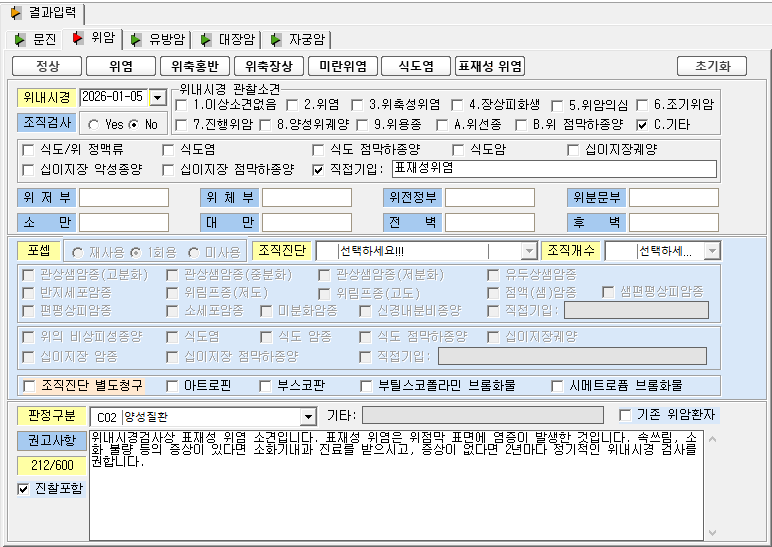 결과입력
문진 위암 유방암 대장암 자궁암
정상 위염 위축홍반 위축장상 미란위염 식도염 표재성 위염 초기화
위내시경 2026-01-05 위내시경 관찰소견
1.이상소견없음 2.위염 3.위축성위염 4.장상피화생 5.위암의심 6.조기위암
조직검사 Yes No 7.진행위암 8.양성위궤양 9.위용종 A.위선종 B.위 점막하종양 C.기타
식도/위 정맥류 식도염 식도 점막하종양 식도암 십이지장궤양
십이지장 악성종양 십이지장 점막하종양 직접기입: 표재성위염
위 저 부 위 체 부 위전정부 위분문부
소 만 대 만 전 벽 후 벽
포셉 재사용 1회용 미사용 조직진단 선택하세요!!! 조직개수 선택하세...
관상샘암종(고분화) 관상샘암종(중분화) 관상샘암종(저분화) 유두상샘암종
반지세포암종 위림프종(저도) 위림프종(고도) 점액(샘)암종 샘편평상피암종
편평상피암종 소세포암종 미분화암종 신경내분비종양 직접기입:
위의 비상피성종양 식도염 식도 암종 식도 점막하종양 십이지장궤양
십이지장 암종 십이지장 점막하종양 직접기입:
조직진단 별도청구 아트로핀 부스코판 부틸스코폴라민 브롬화물 시메트로퓸 브롬화물
판정구분 C02 양성질환 기타: 기존 위암환자
권고사항 위내시경검사상 표재성 위염 소견입니다. 표재성 위염은 위점막 표면에 염증이 발생한 것입니다. 속쓰림, 소
화 불량 등의 증상이 있다면 소화기내과 진료를 받으시고, 증상이 없다면 2년마다 정기적인 위내시경 검사를
212/600 권합니다.
진찰포함